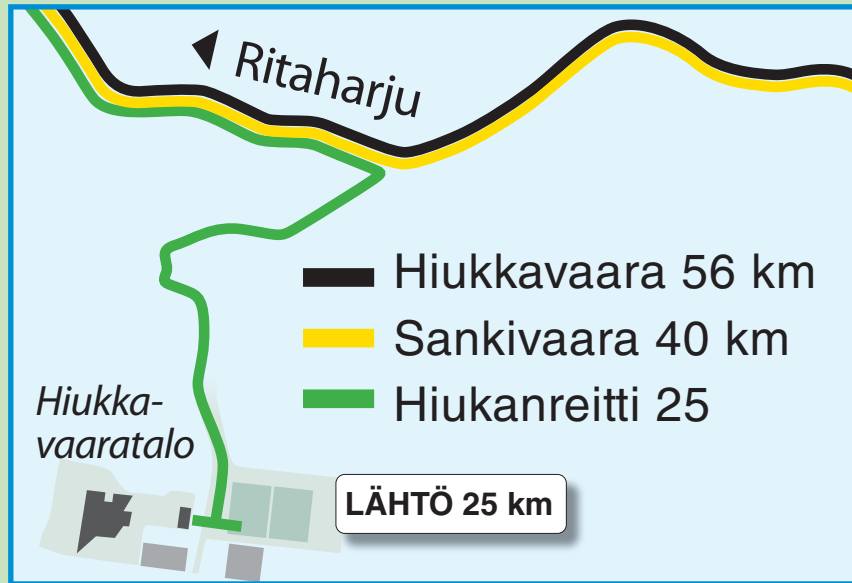 Ritaharju
Hiukkavaara 56 km
Sankivaara 40 km
Hiukanreitti 25
Hiukka-
vaaratalo
LÄHTÖ 25 km